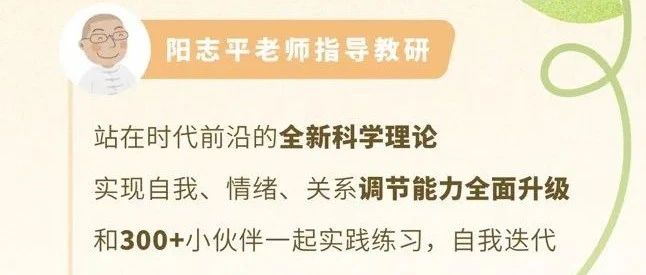 阳志平老师指导教研
站在时代前沿的全新科学理论
实现自我、情绪、关系调节能力全面升级
和300+小伙伴一起实践练习，自我迭代